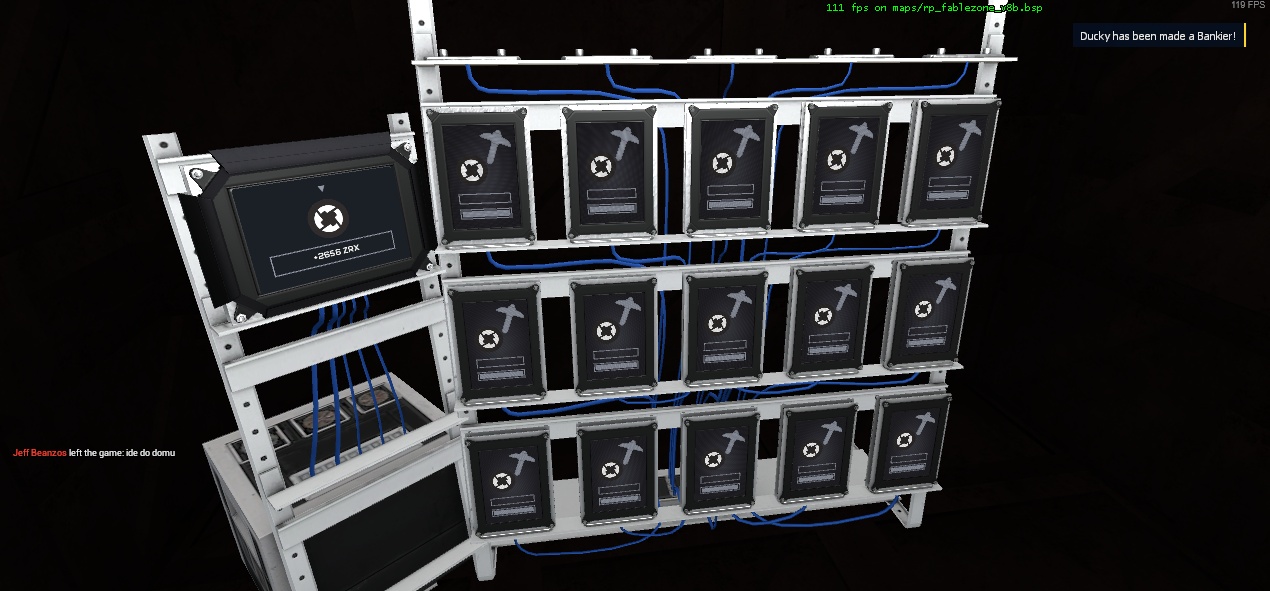 111 fps on maps/rp_fablezone_v8b.bsp
119 FPS
Ducky has been made a Bankier!
+2656 ZRX
Jeff Beanzos left the game: ide do domu